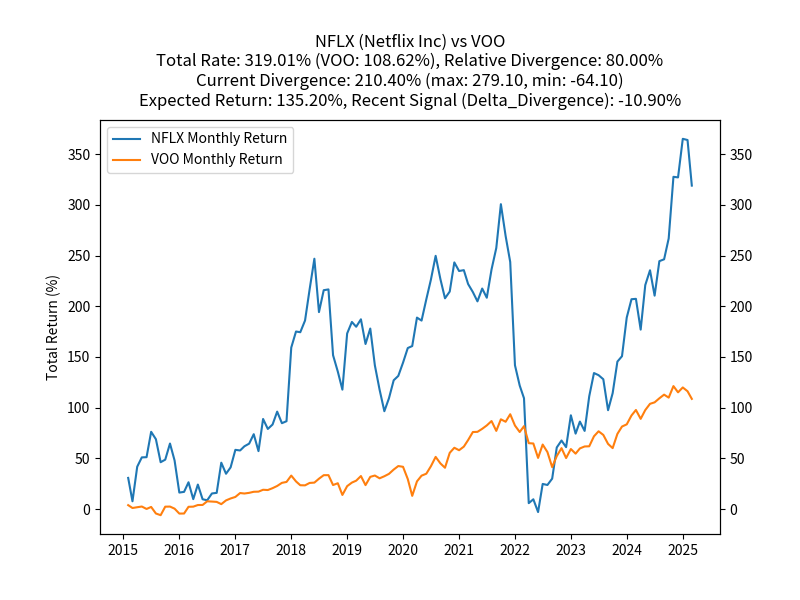 NFLX (Netflix Inc) vs VOO
Total Rate: 319.01% (VOO: 108.62%), Relative Divergence: 80.00%
Current Divergence: 210.40% (max: 279.10, min: -64.10)
Expected Return: 135.20%, Recent Signal (Delta_Divergence): -10.90%
NFLX Monthly Return
VOO Monthly Return
350 350
300 300
250 250
200 200
150 150
100 100
50 50
0 0
Total Return (%)
2015 2016 2017 2018 2019 2020 2021 2022 2023 2024 2025